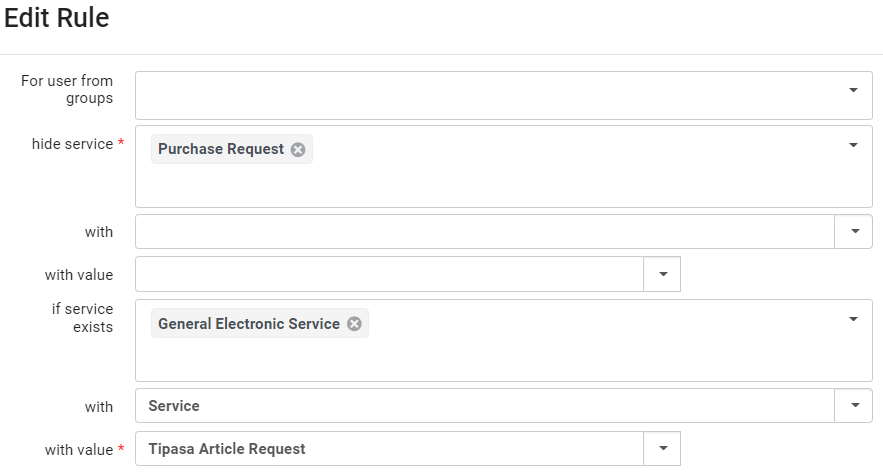 Edit Rule
For user from
groups
hide service *
Purchase Request
with
with value
if service
exists
General Electronic Service
with
Service
with value *
Tipasa Article Request